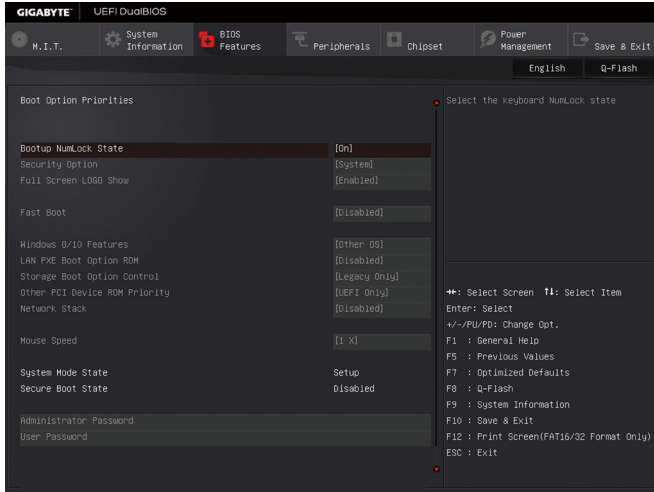 GIGABYTE™ UEFI DualBIOS
M.I.T.
System Information
BIOS Features
Peripherals
Chipset
Power Management
Save & Exit
English Q-Flash
Boot Option Priorities
Bootup NumLock State [On]
Security Option [System]
Full Screen LOGO Show [Enabled]
Fast Boot [Disabled]
Windows 8/10 Features [Other OS]
LAN PXE Boot Option ROM [Disabled]
Storage Boot Option Control [Legacy Only]
Other PCI Device ROM Priority [UEFI Only]
Network Stack [Disabled]
Mouse Speed [1 X]
System Mode State Setup
Secure Boot State Disabled
Administrator Password
User Password
Select the keyboard NumLock state
→←: Select Screen ↑↓: Select Item
Enter: Select
+/-/PU/PD: Change Opt.
F1 : General Help
F5 : Previous Values
F7 : Optimized Defaults
F8 : Q-Flash
F9 : System Information
F10 : Save & Exit
F12 : Print Screen(FAT16/32 Format Only)
ESC : Exit